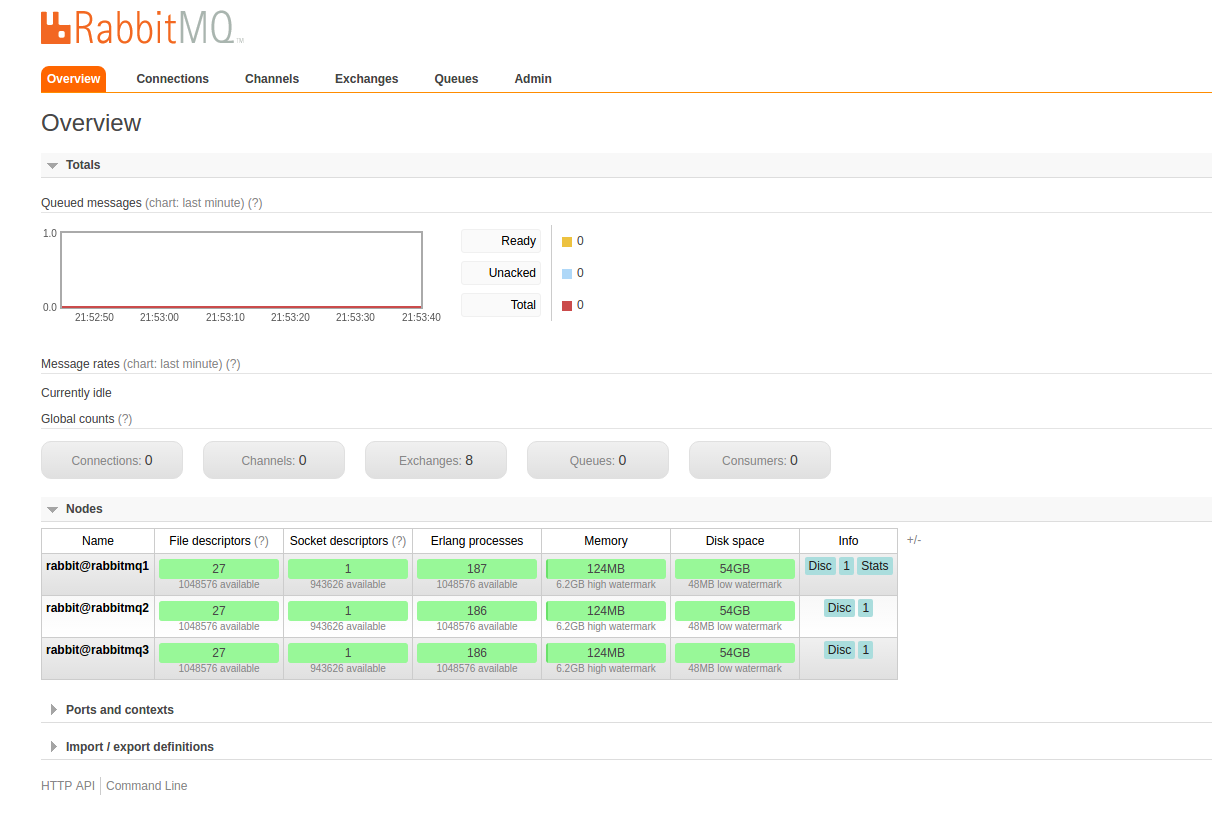 RabbitMQ TM
Overview Connections Channels Exchanges Queues Admin
Overview
Totals
Queued messages (chart: last minute) (?)
1.0
0.0
21:52:50 21:53:00 21:53:10 21:53:20 21:53:30 21:53:40
Ready 0
Unacked 0
Total 0
Message rates (chart: last minute) (?)
Currently idle
Global counts (?)
Connections: 0 Channels: 0 Exchanges: 8 Queues: 0 Consumers: 0
Nodes
Name File descriptors (?) Socket descriptors (?) Erlang processes Memory Disk space Info +/-
rabbit@rabbitmq1 27 1 187 124MB 54GB Disc 1 Stats
1048576 available 943626 available 1048576 available 6.2GB high watermark 48MB low watermark
rabbit@rabbitmq2 27 1 186 124MB 54GB Disc 1
1048576 available 943626 available 1048576 available 6.2GB high watermark 48MB low watermark
rabbit@rabbitmq3 27 1 186 124MB 54GB Disc 1
1048576 available 943626 available 1048576 available 6.2GB high watermark 48MB low watermark
Ports and contexts
Import / export definitions
HTTP API Command Line